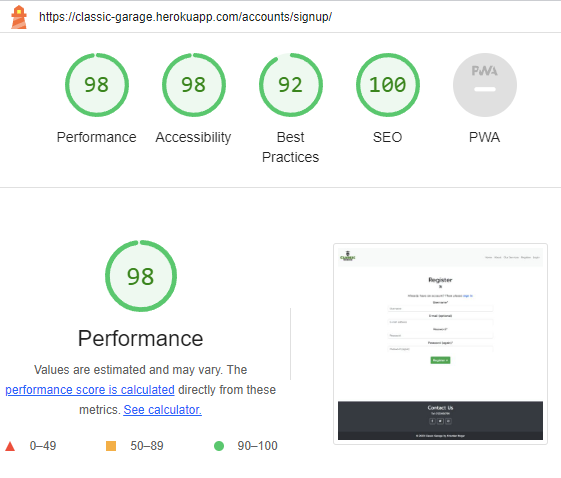 https://classic-garage.herokuapp.com/accounts/signup/
98
98
92
100
PWA
Performance
Accessibility
Best
Practices
SEO
PWA
98
Performance
Values are estimated and may vary. The
performance score is calculated directly from these
metrics. See calculator.
0–49
50–89
90–100
Register
Contact Us